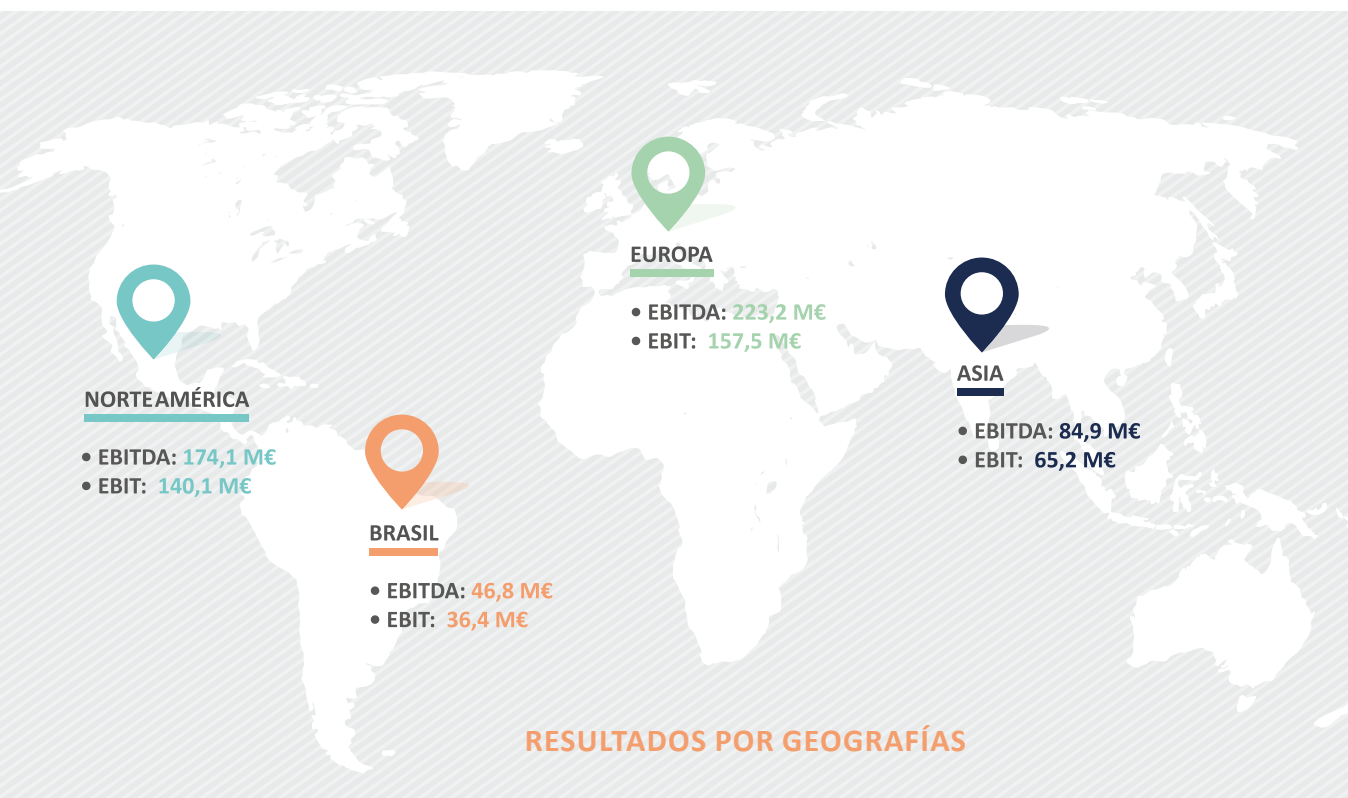 EUROPA
• EBITDA: 223,2 M€
• EBIT: 157,5 M€
ASIA
• EBITDA: 84,9 M€
• EBIT: 65,2 M€
NORTEAMÉRICA
• EBITDA: 174,1 M€
• EBIT: 140,1 M€
BRASIL
• EBITDA: 46,8 M€
• EBIT: 36,4 M€
RESULTADOS POR GEOGRAFÍAS